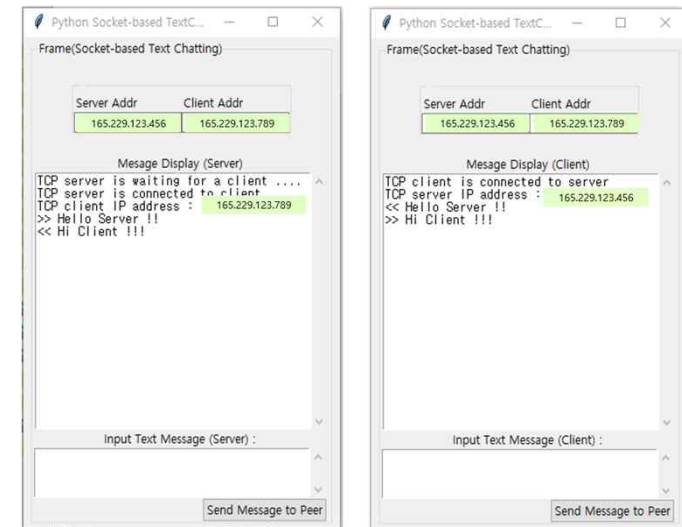 Python Socket-based TextC...
Frame(Socket-based Text Chatting)
Server Addr Client Addr
165.229.123.456 165.229.123.789
Mesage Display (Server)
TCP server is waiting for a client ....
TCP server is connected to client
TCP client IP address : 165.229.123.789
>> Hello Server !!
<< Hi Client !!!
Input Text Message (Server) :
Send Message to Peer
Python Socket-based TextC...
Frame(Socket-based Text Chatting)
Server Addr Client Addr
165.229.123.456 165.229.123.789
Mesage Display (Client)
TCP client is connected to server
TCP server IP address : 165.229.123.456
<< Hello Server !!
>> Hi Client !!!
Input Text Message (Client) :
Send Message to Peer